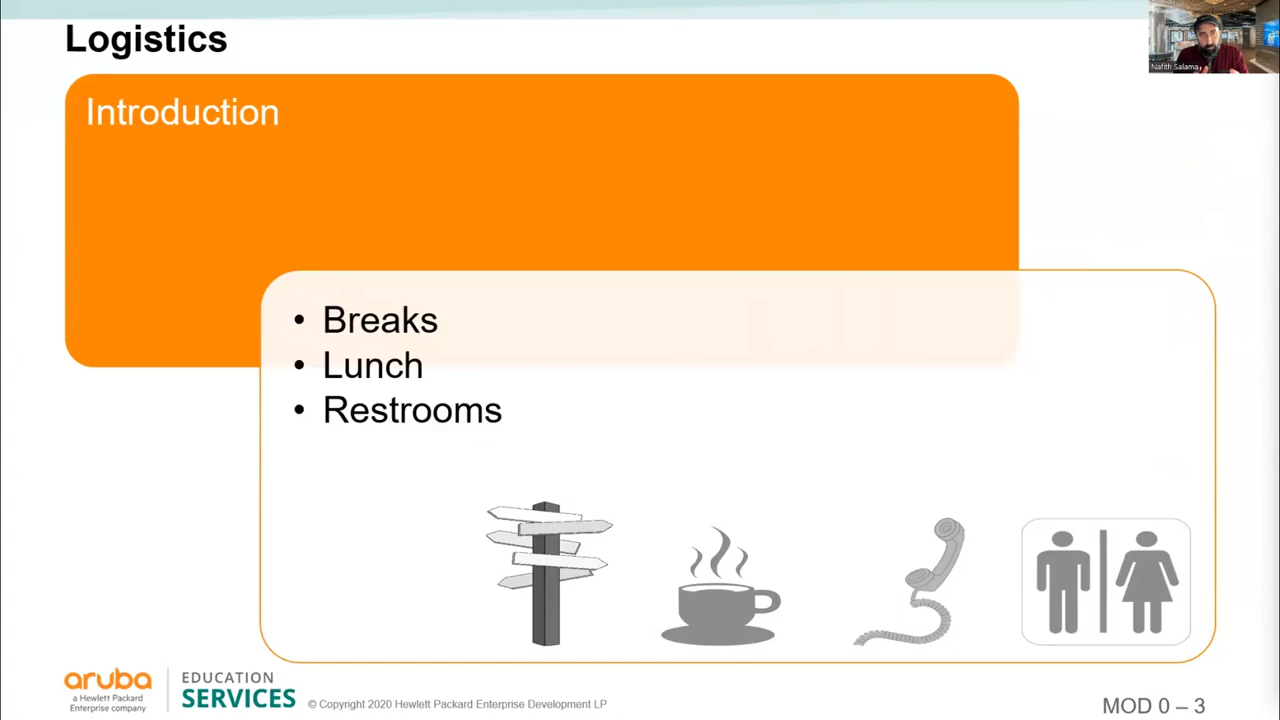 Logistics
Nafith Salama
Introduction
• Breaks
• Lunch
• Restrooms
aruba
a Hewlett Packard
Enterprise company
EDUCATION
SERVICES
© Copyright 2020 Hewlett Packard Enterprise Development LP
MOD 0 – 3